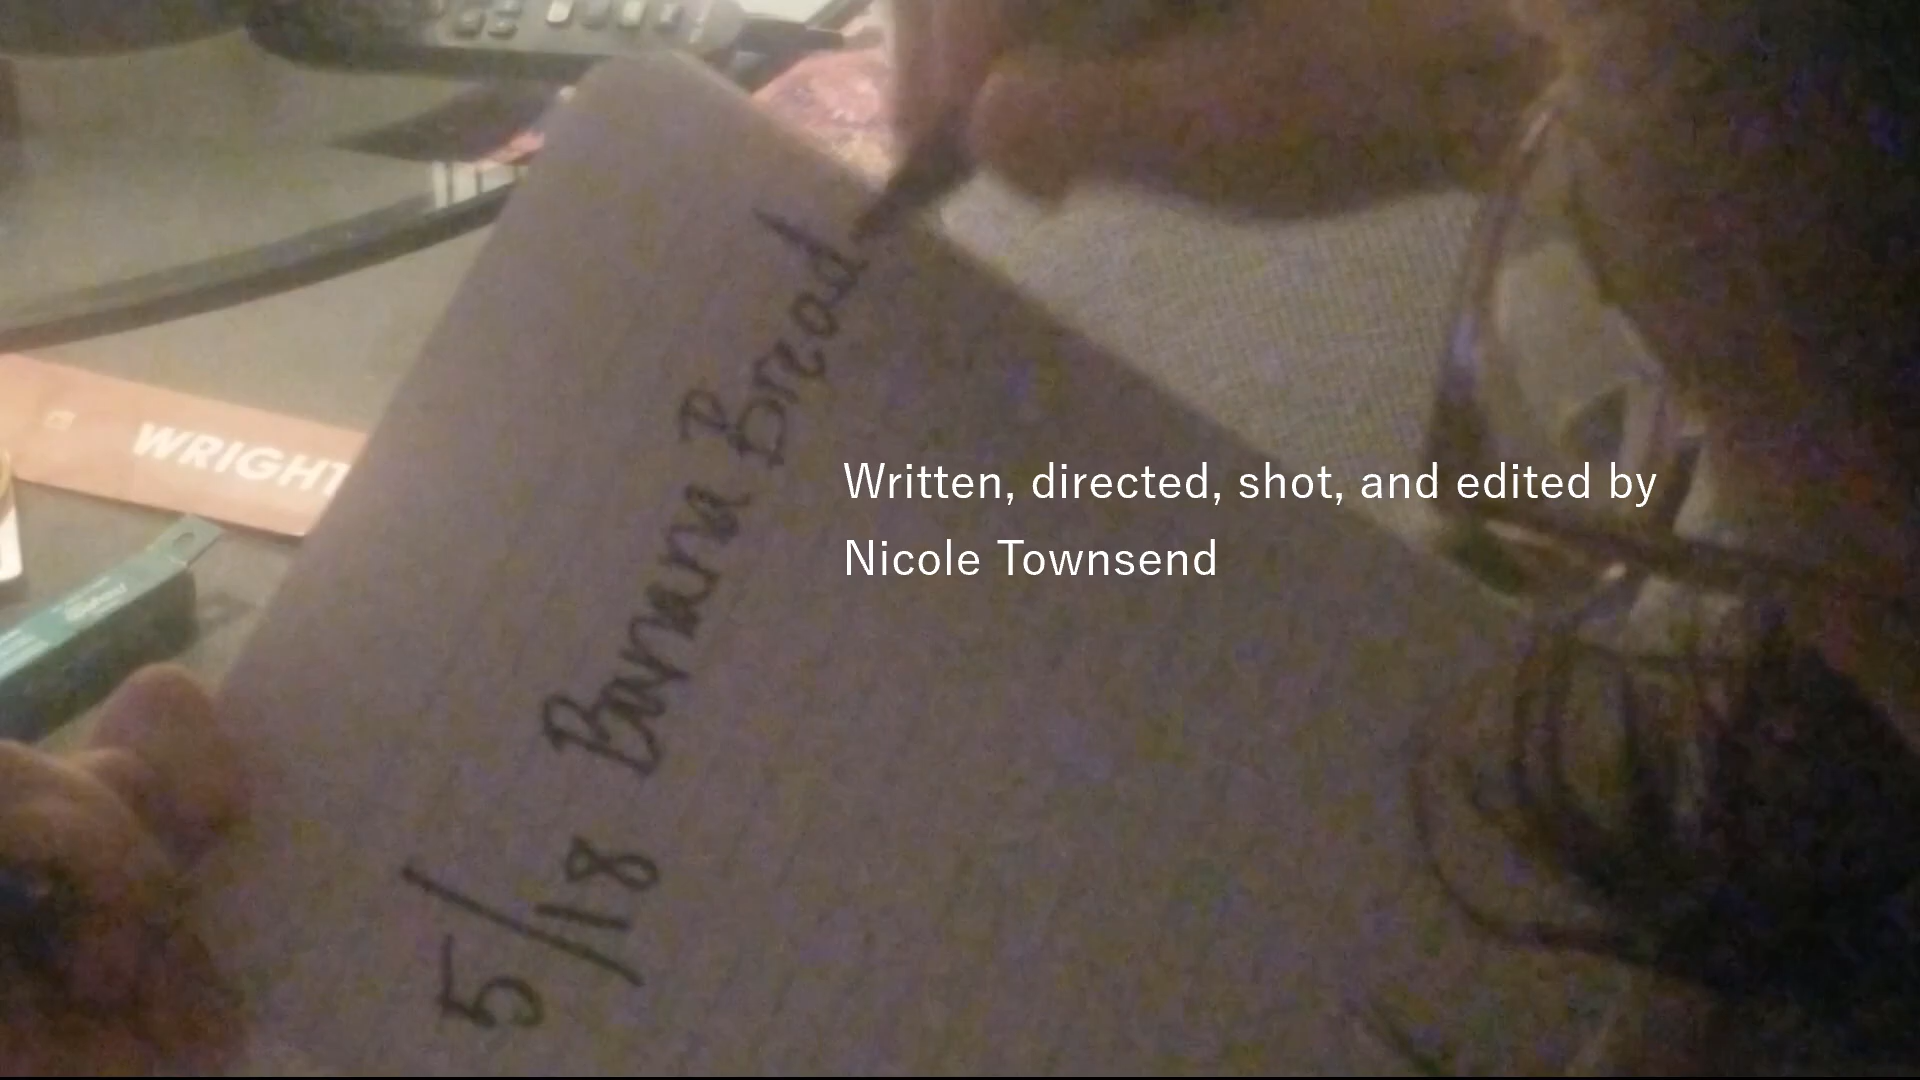 WRIGHT
5/18 Banana Bread
Written, directed, shot, and edited by
Nicole Townsend